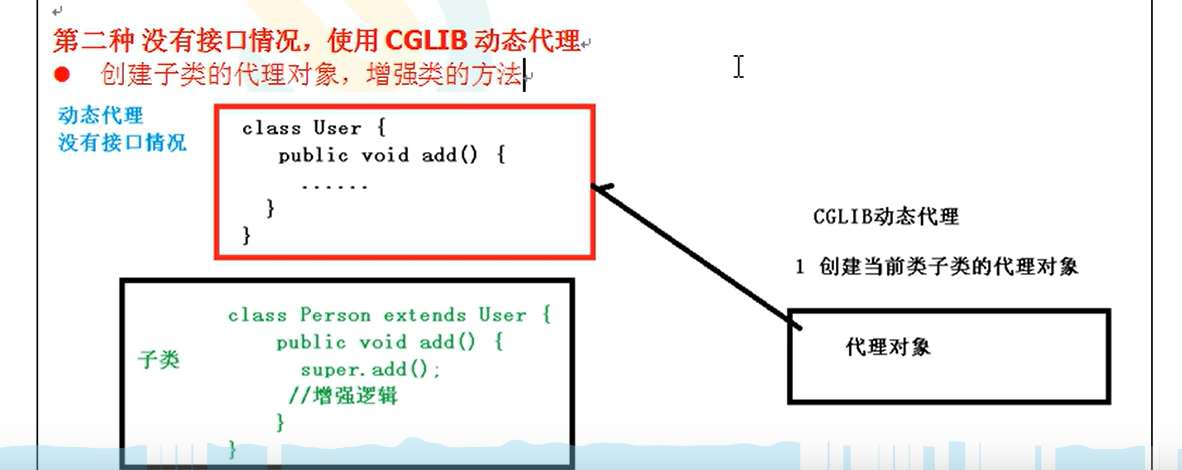 第二种 没有接口情况，使用 CGLIB 动态代理
● 创建子类的代理对象，增强类的方法
动态代理
没有接口情况
class User {
public void add() {
......
}
}
子类
class Person extends User {
public void add() {
super.add();
//增强逻辑
}
}
CGLIB动态代理
1 创建当前类子类的代理对象
代理对象